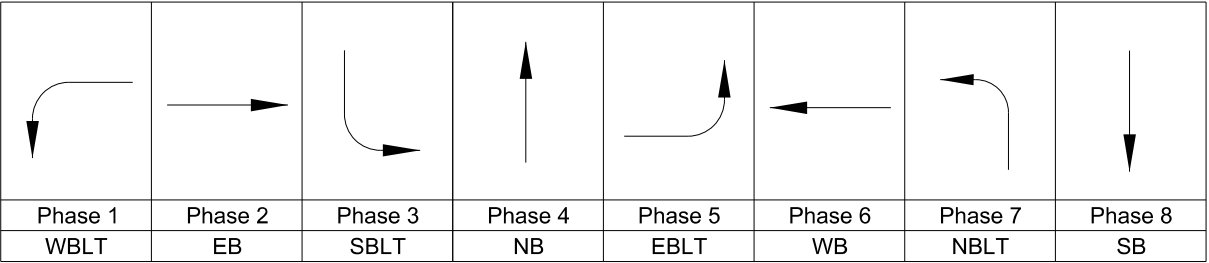 Phase 1 Phase 2 Phase 3 Phase 4 Phase 5 Phase 6 Phase 7 Phase 8
WBLT EB SBLT NB EBLT WB NBLT SB